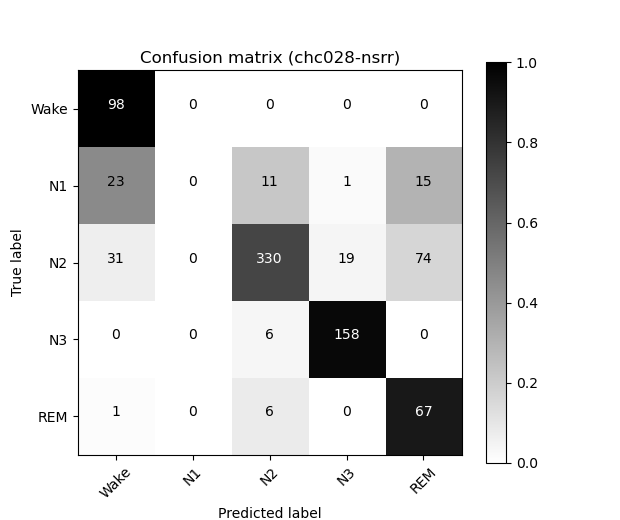 Confusion matrix (chc028-nsrr)
True label
Wake 98 0 0 0 0
N1 23 0 11 1 15
N2 31 0 330 19 74
N3 0 0 6 158 0
REM 1 0 6 0 67
Wake N1 N2 N3 REM
Predicted label
1.0
0.8
0.6
0.4
0.2
0.0